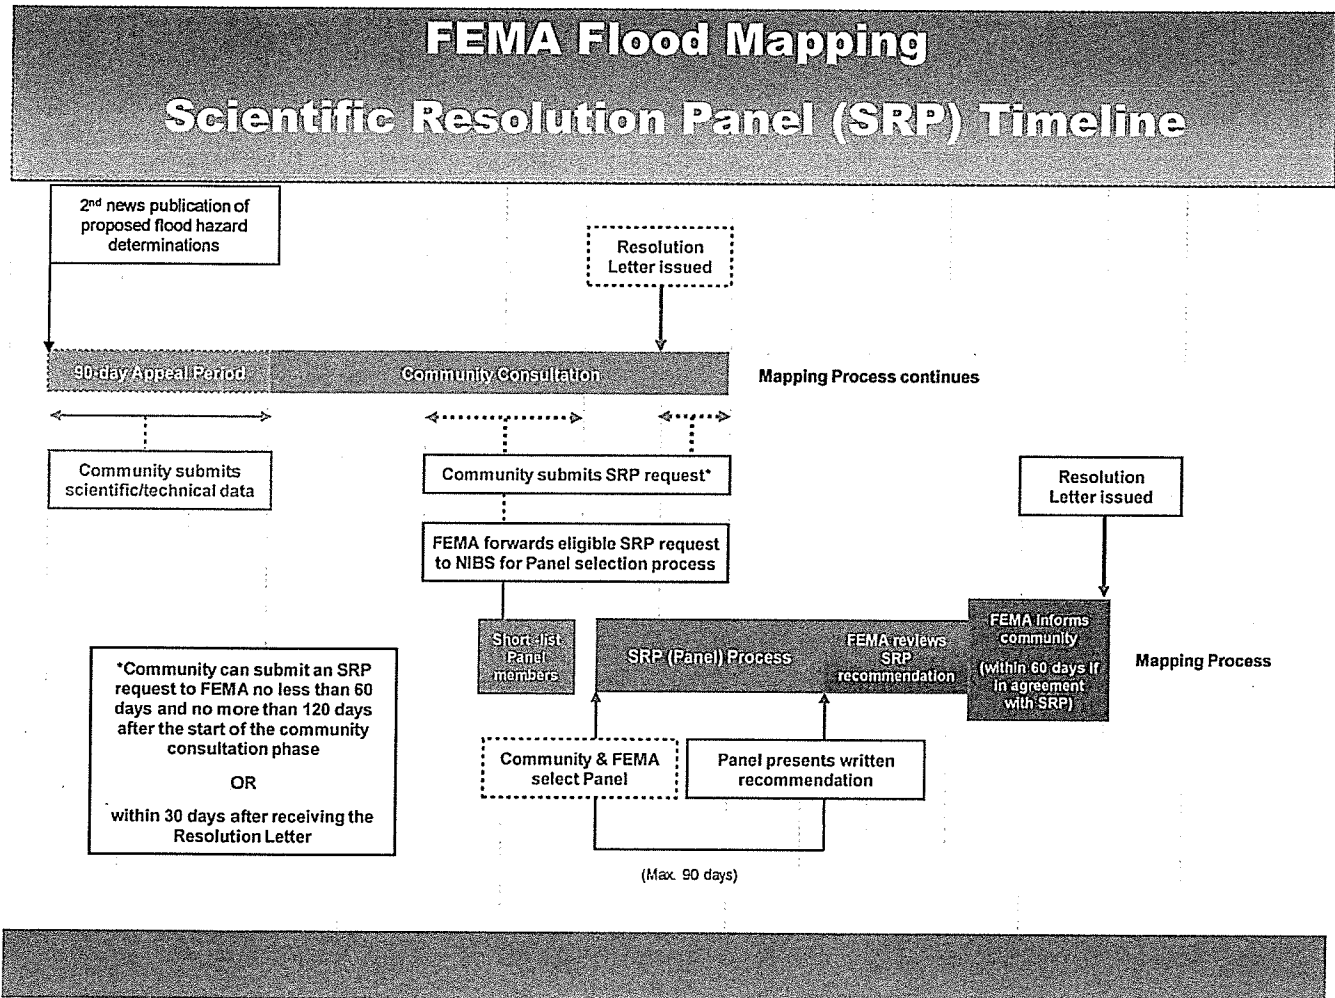 FEMA Flood Mapping
Scientific Resolution Panel (SRP) Timeline
2nd news publication of
proposed flood hazard
determinations
Resolution
Letter issued
90-day Appeal Period
Community Consultation
Mapping Process continues
Community submits
scientific/technical data
Community submits SRP request*
Resolution
Letter issued
FEMA forwards eligible SRP request
to NIBS for Panel selection process
Short-list
Panel
members
SRP (Panel) Process
FEMA reviews
SRP
recommendation
FEMA informs
community
(within 60 days if
in agreement
with SRP)
Mapping Process
*Community can submit an SRP
request to FEMA no less than 60
days and no more than 120 days
after the start of the community
consultation phase
OR
within 30 days after receiving the
Resolution Letter
Community & FEMA
select Panel
Panel presents written
recommendation
(Max. 90 days)